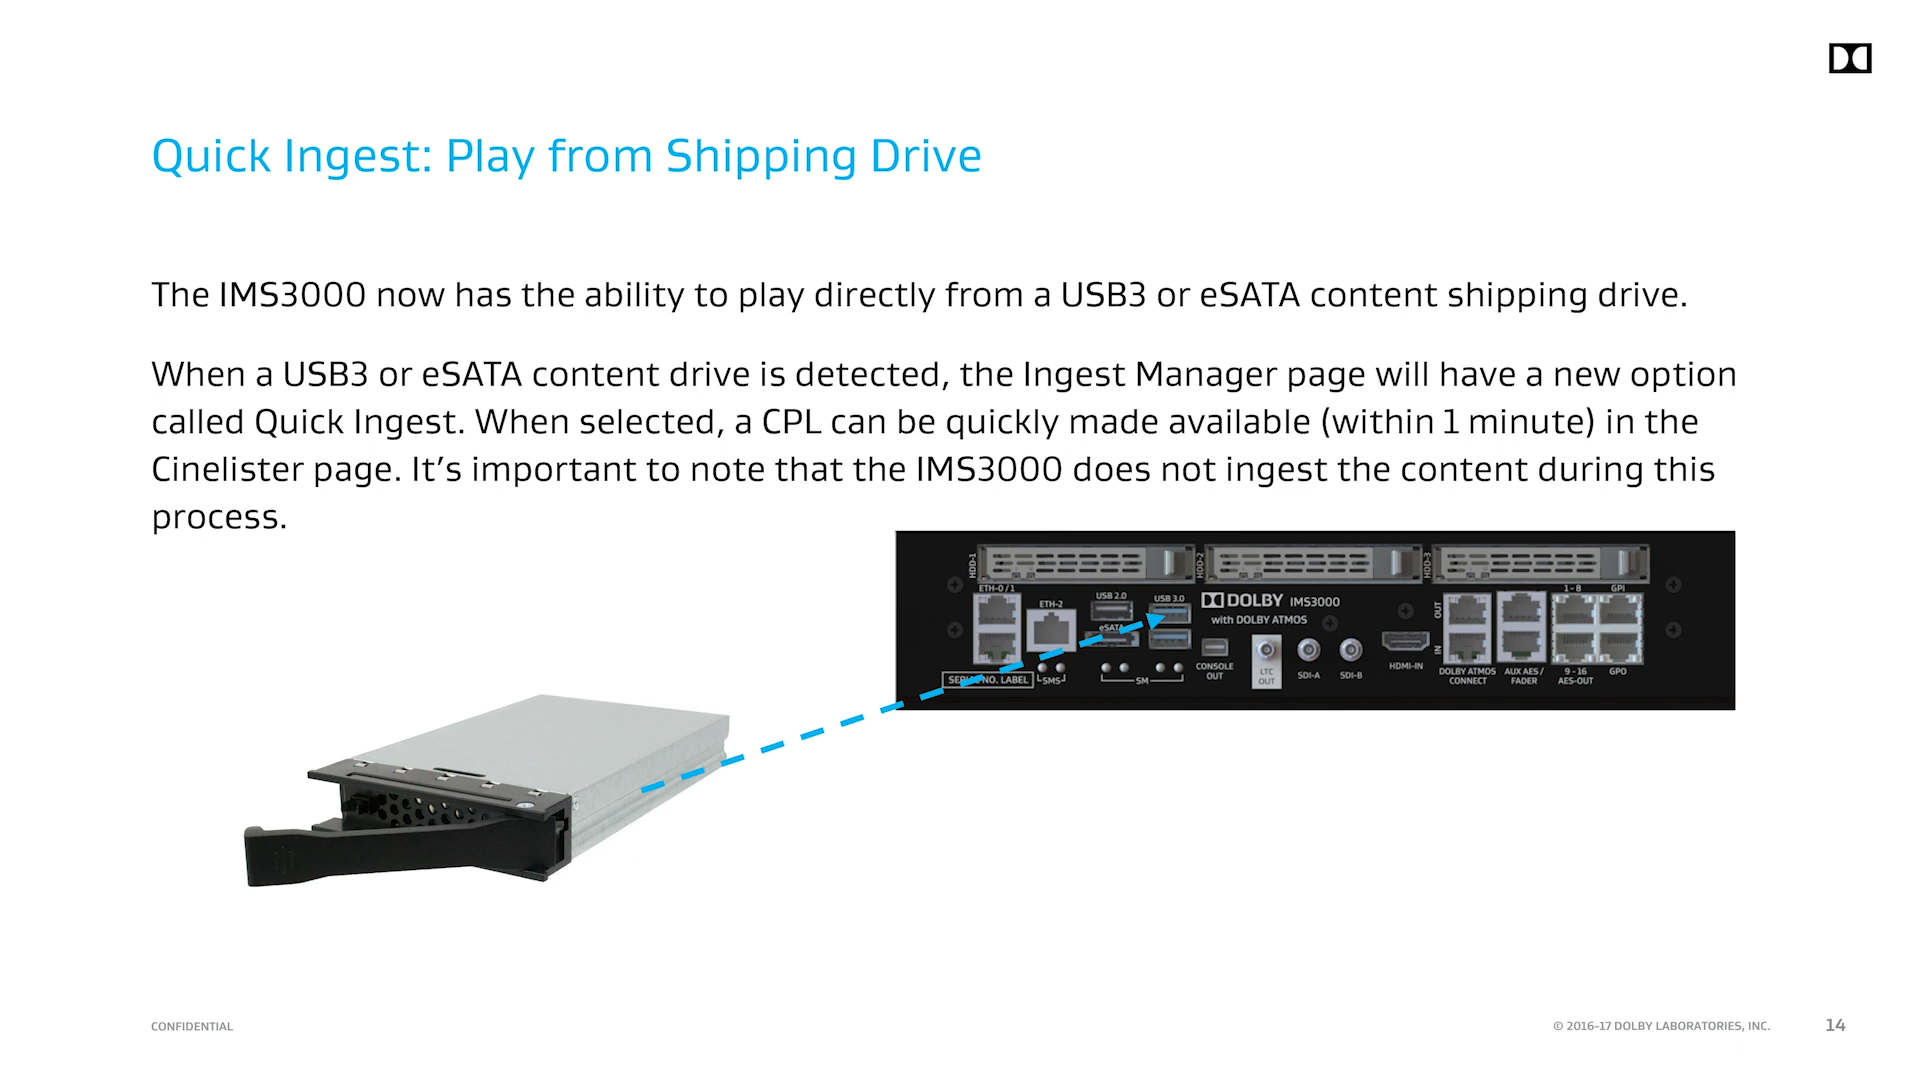 Quick Ingest: Play from Shipping Drive
The IMS3000 now has the ability to play directly from a USB3 or eSATA content shipping drive.
When a USB3 or eSATA content drive is detected, the Ingest Manager page will have a new option
called Quick Ingest. When selected, a CPL can be quickly made available (within 1 minute) in the
Cinelister page. It’s important to note that the IMS3000 does not ingest the content during this
process.
HDD-1
HDD-2
HDD-3
ETH-0/1
ETH-2
USB 2.0
USB 3.0
eSATA
DOLBY IMS3000
with DOLBY ATMOS
1-8
GPI
OUT
IN
SERIAL NO. LABEL
SMS
SM
CONSOLE
OUT
LTC
OUT
SDI-A
SDI-B
HDMI-IN
DOLBY ATMOS
CONNECT
AUX AES /
FADER
9-16
AES-OUT
GPO
CONFIDENTIAL
© 2016-17 DOLBY LABORATORIES, INC.
14